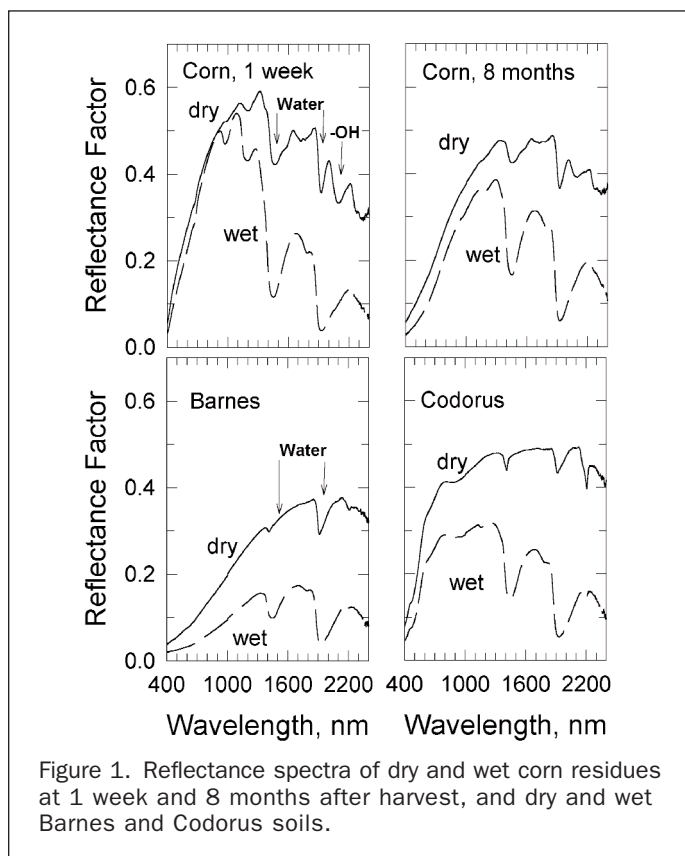 Corn, 1 week
Corn, 8 months
0.6
dry
Water
-OH
0.4
wet
0.2
0.0
Reflectance Factor
dry
wet
Barnes
Codorus
0.6
Water
0.4
dry
0.2
wet
0.0
Reflectance Factor
dry
wet
400 1000 1600 2200
400 1000 1600 2200
Wavelength, nm
Wavelength, nm
Figure 1. Reflectance spectra of dry and wet corn residues
at 1 week and 8 months after harvest, and dry and wet
Barnes and Codorus soils.